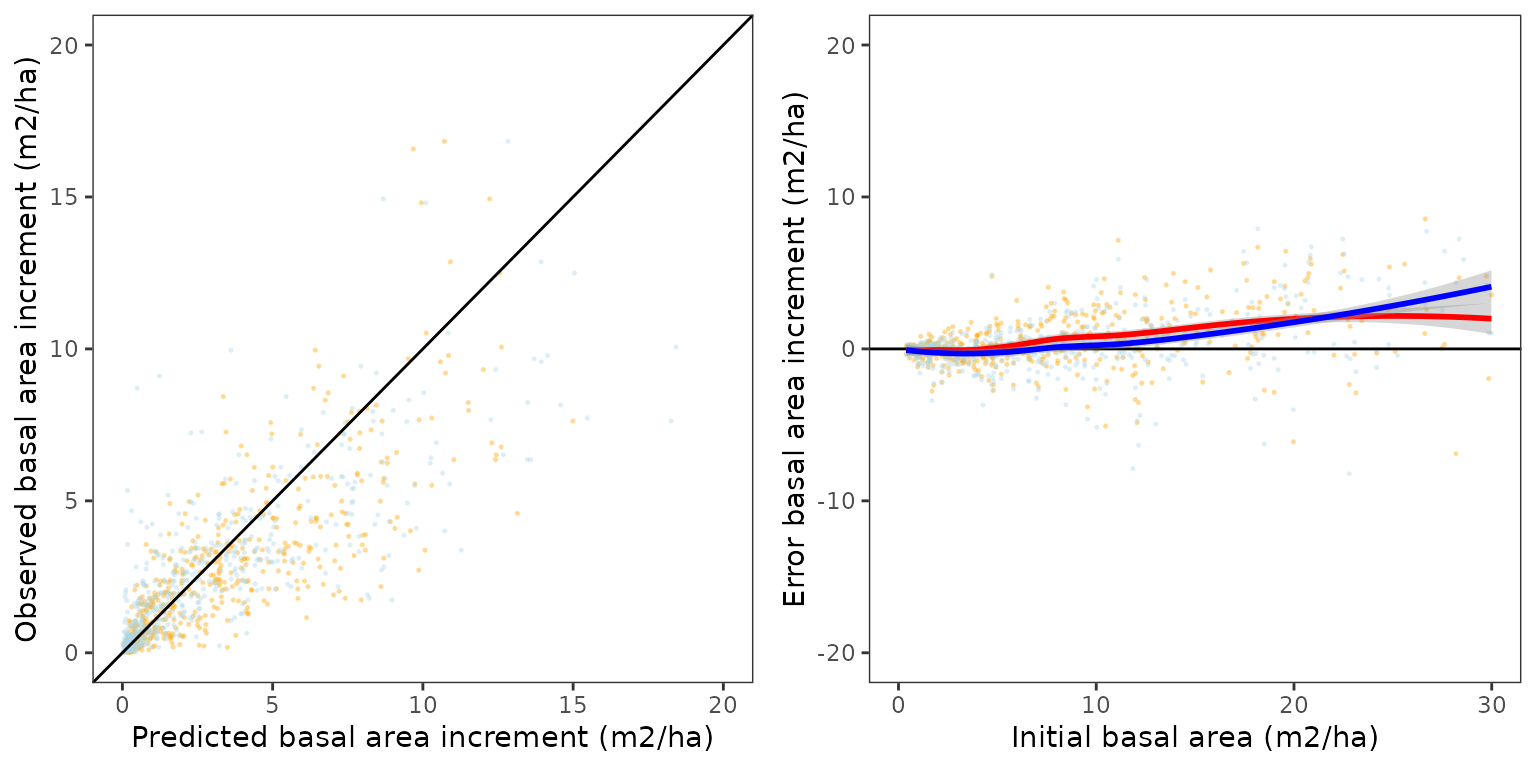 Observed basal area increment (m2/ha)
20
15
10
5
0
0 5 10 15 20
Predicted basal area increment (m2/ha)
Error basal area increment (m2/ha)
20
10
0
-10
-20
0 10 20 30
Initial basal area (m2/ha)